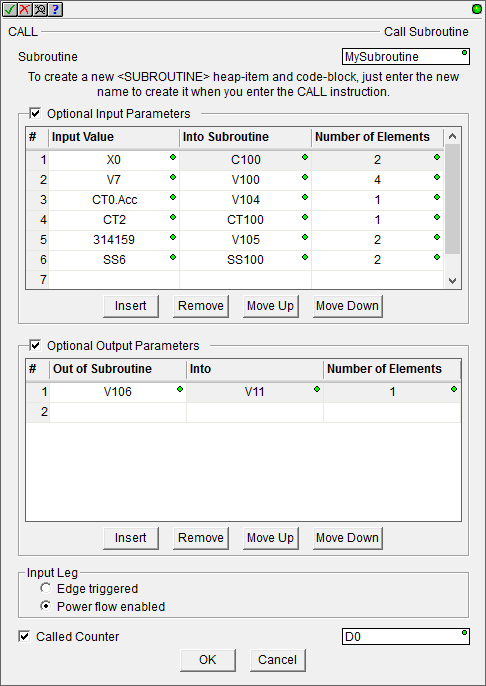 ?
CALL Call Subroutine
Subroutine MySubroutine
To create a new <SUBROUTINE> heap-item and code-block, just enter the new
name to create it when you enter the CALL instruction.
Optional Input Parameters
# Input Value Into Subroutine Number of Elements
1 X0 C100 2
2 V7 V100 4
3 CT0.Acc V104 1
4 CT2 CT100 1
5 314159 V105 2
6 SS6 SS100 2
7
Insert Remove Move Up Move Down
Optional Output Parameters
# Out of Subroutine Into Number of Elements
1 V106 V11 1
2
Insert Remove Move Up Move Down
Input Leg
Edge triggered
Power flow enabled
Called Counter D0
OK Cancel